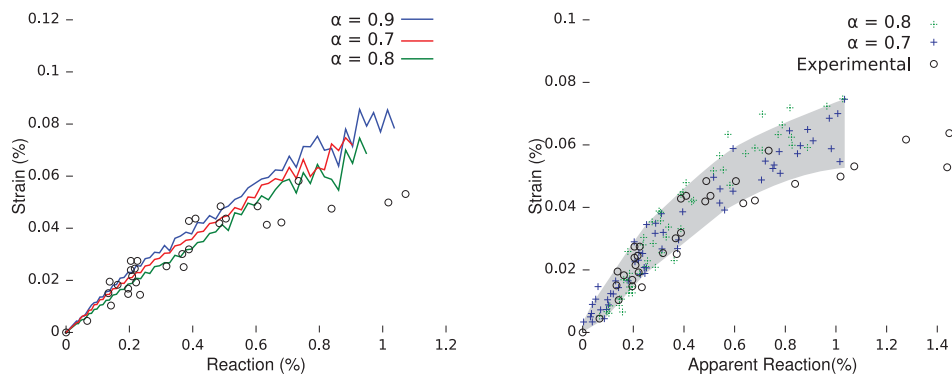 0.12
0.1
0.08
0.06
0.04
0.02
0
Strain (%)
α = 0.9
α = 0.7
α = 0.8
0 0.2 0.4 0.6 0.8 1 1.2
Reaction (%)
0.1
0.08
0.06
0.04
0.02
0
Strain (%)
α = 0.8
α = 0.7
Experimental
0 0.2 0.4 0.6 0.8 1 1.2 1.4
Apparent Reaction(%)